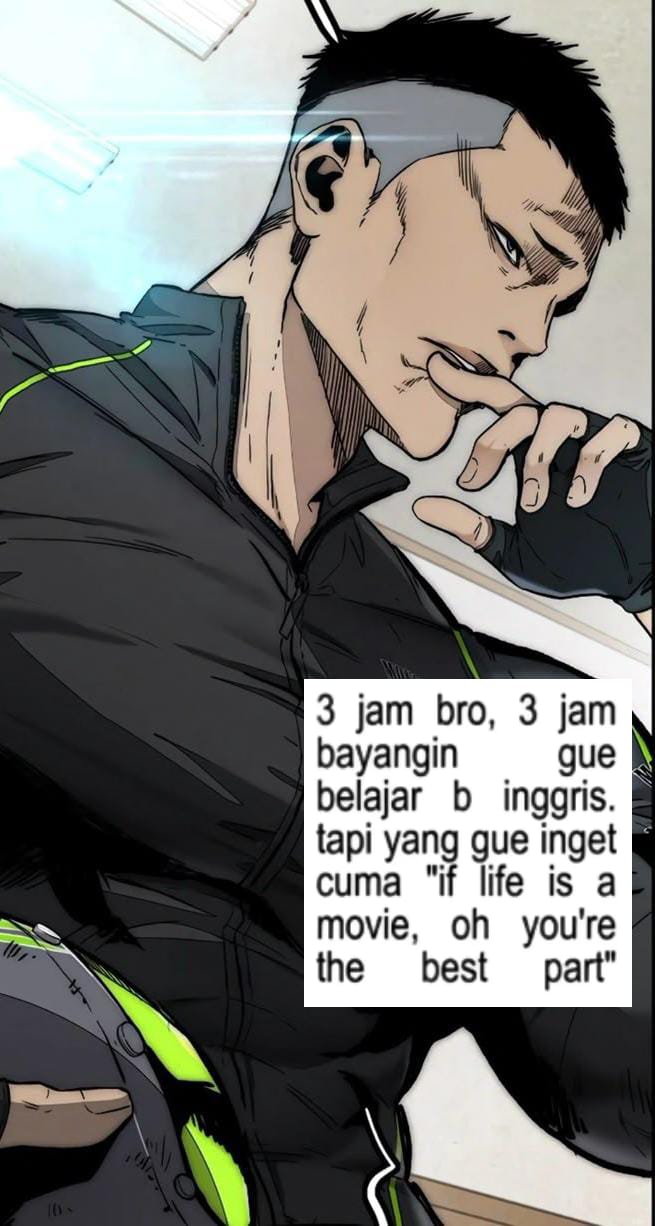 3 jam bro, 3 jam
bayangin gue
belajar b inggris.
tapi yang gue inget
cuma "if life is a
movie, oh you're
the best part"